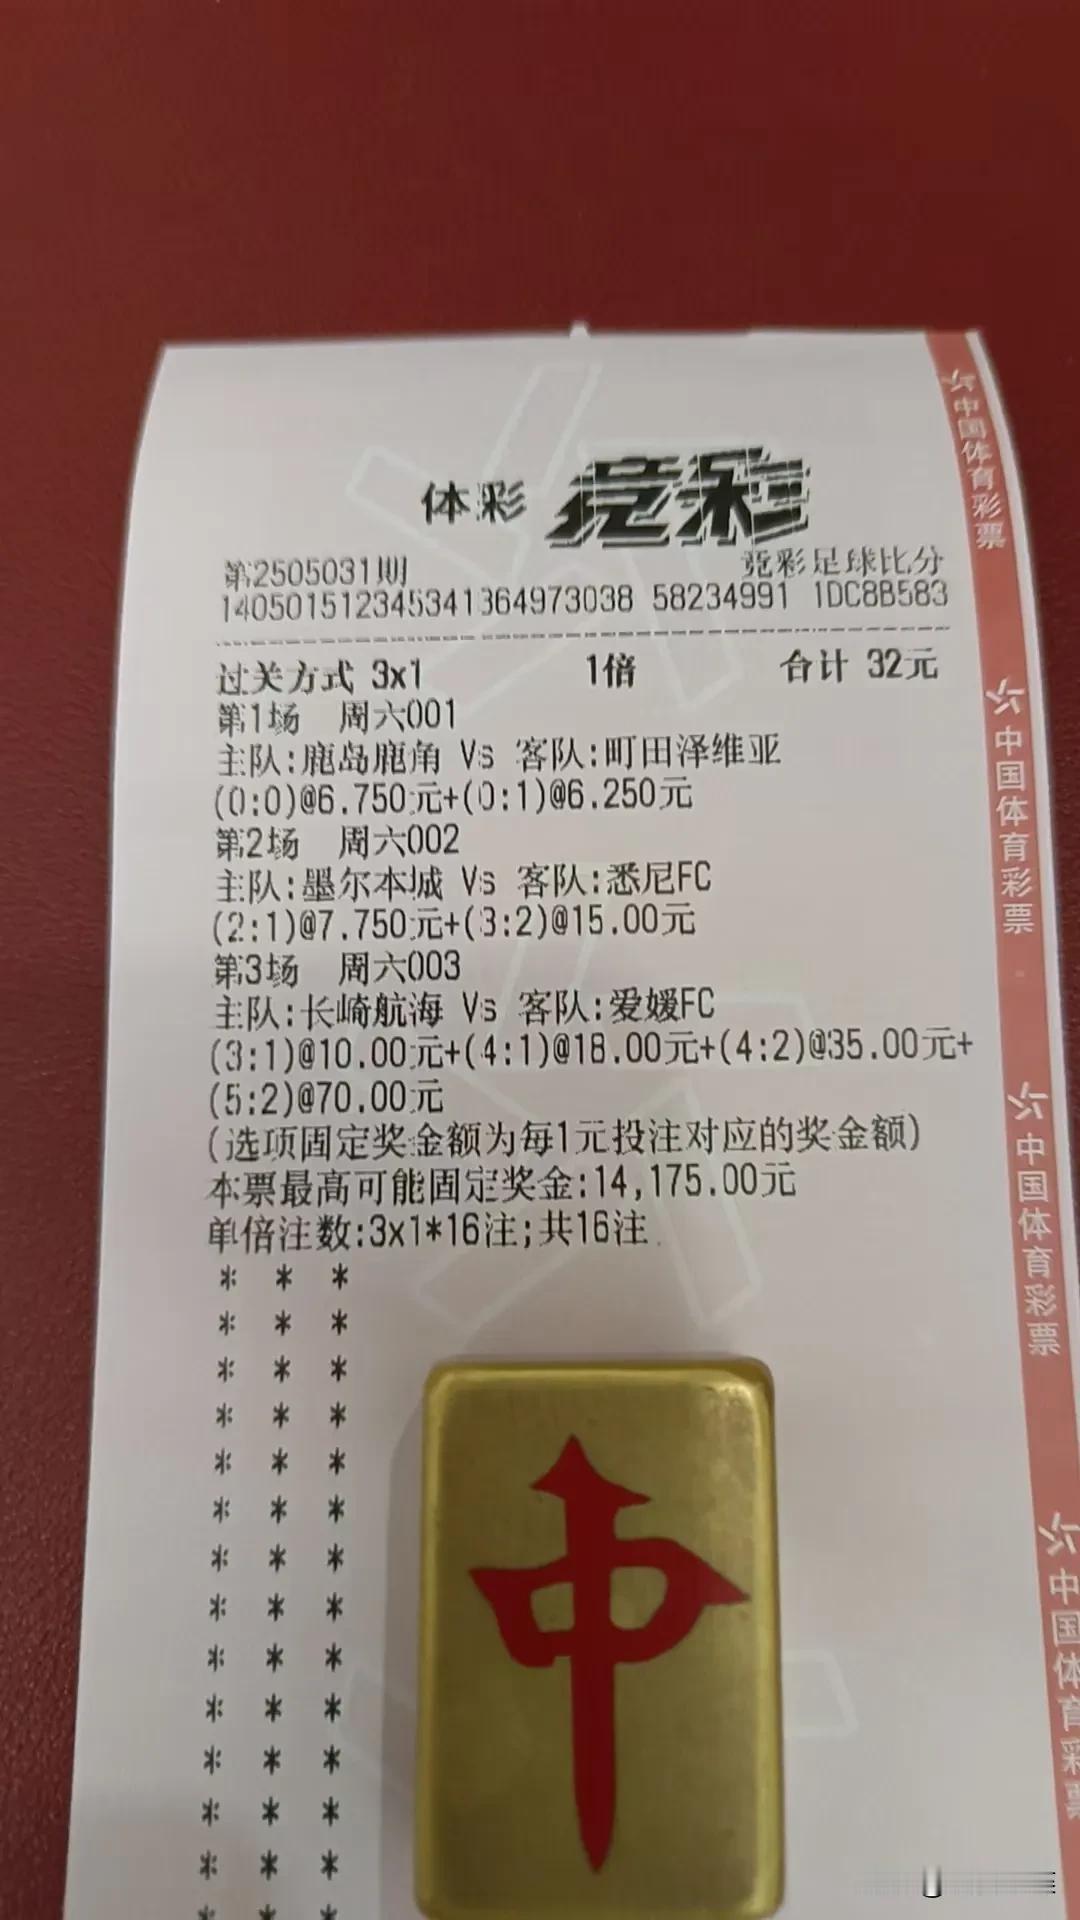 体彩 竞彩
第2505031期 竞彩足球比分
140501512345341364973038 58234991 1DC8B583
过关方式 3x1 1倍 合计 32元
第1场 周六001
主队:鹿岛鹿角 Vs 客队:町田泽维亚
(0:0)@6.750元+(0:1)@6.250元
第2场 周六002
主队:墨尔本城 Vs 客队:悉尼FC
(2:1)@7.750元+(3:2)@15.00元
第3场 周六003
主队:长崎航海 Vs 客队:爱媛FC
(3:1)@10.00元+(4:1)@18.00元+(4:2)@35.00元+
(5:2)@70.00元
(选项固定奖金额为每1元投注对应的奖金额)
本票最高可能固定奖金:14,175.00元
单倍注数:3x1*16注;共16注
* * *
* * *
* * *
* * *
* * *
* * *
* * *
* * *
* * *
* * *
* * *
* * *
* * *
* * *
中
中国体育彩票
中国体育彩票
中国体育彩票
中国体育彩票